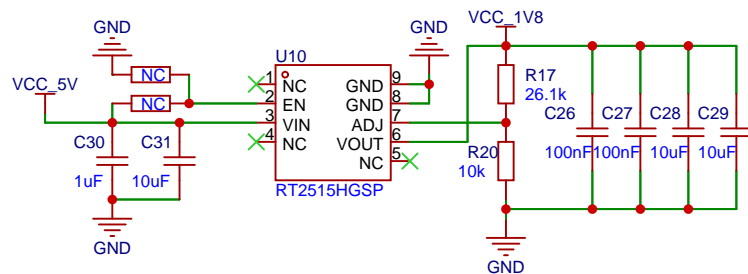 GND
GND
VCC_1V8
U10
VCC_5V
NC
NC
1
2
3
4
NC
EN
VIN
NC
GND
GND
ADJ
VOUT
NC
9
8
7
6
5
RT2515HGSP
C30
1uF
C31
10uF
GND
R17
26.1k
R20
10k
C26
100nF
C27
100nF
C28
10uF
C29
10uF
GND